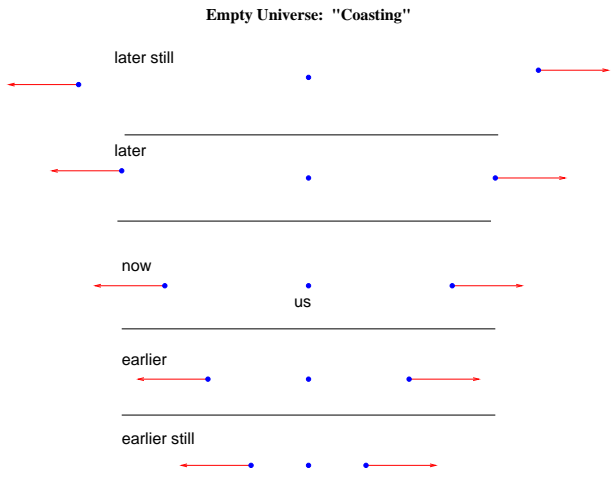 Empty Universe: "Coasting"
later still
later
now
us
earlier
earlier still